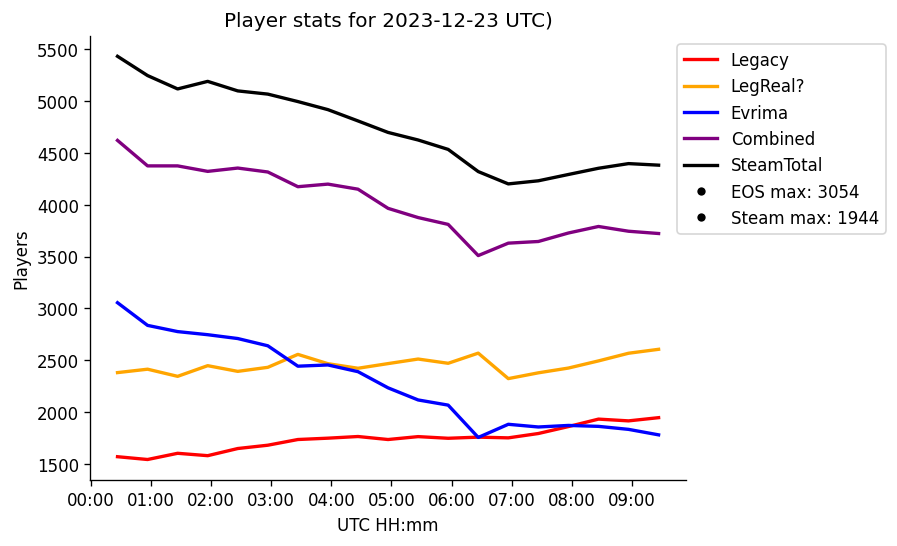 Player stats for 2023-12-23 UTC)
Legacy
LegReal?
Evrima
Combined
SteamTotal
EOS max: 3054
Steam max: 1944
Players
5500
5000
4500
4000
3500
3000
2500
2000
1500
00:00 01:00 02:00 03:00 04:00 05:00 06:00 07:00 08:00 09:00
UTC HH:mm